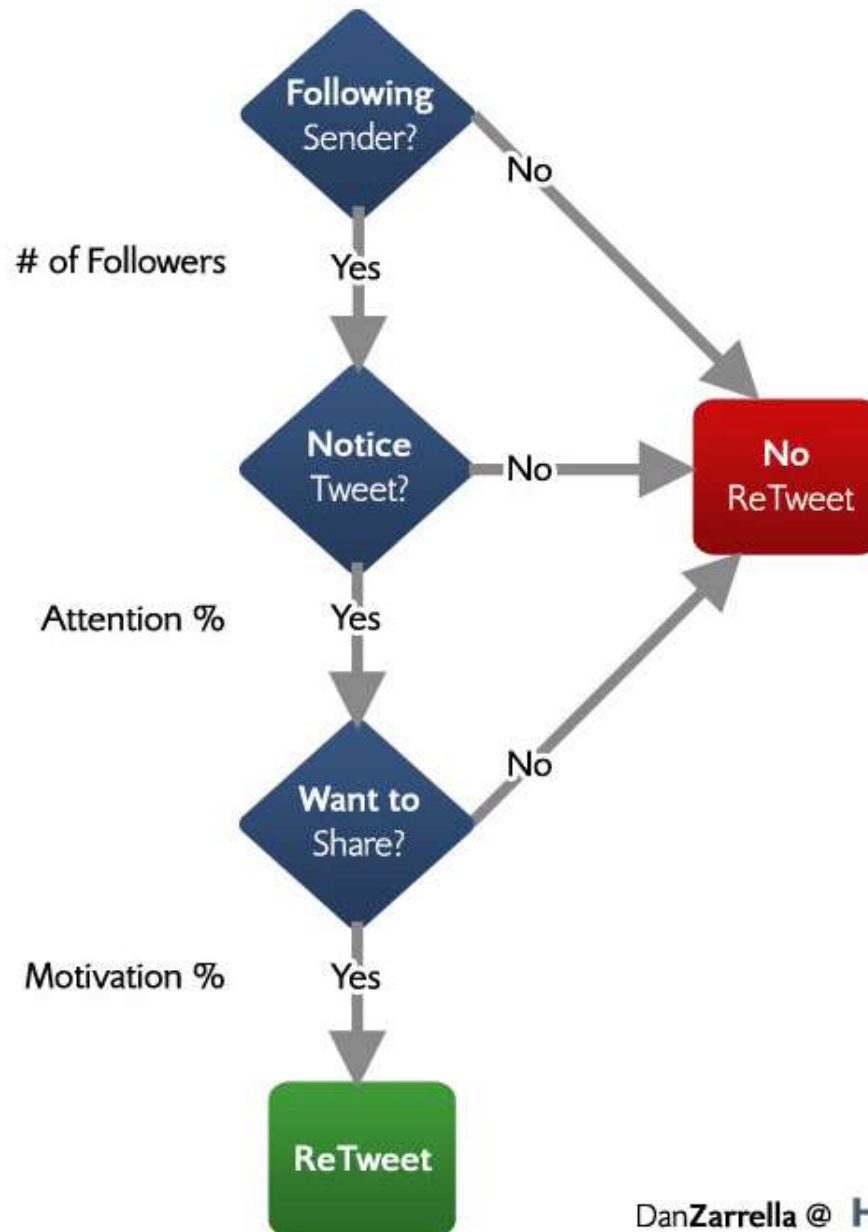 Following
Sender?
No
# of Followers
Yes
Notice
Tweet?
No
No
ReTweet
Attention %
Yes
Want to
Share?
No
Motivation %
Yes
ReTweet
DanZarrella @